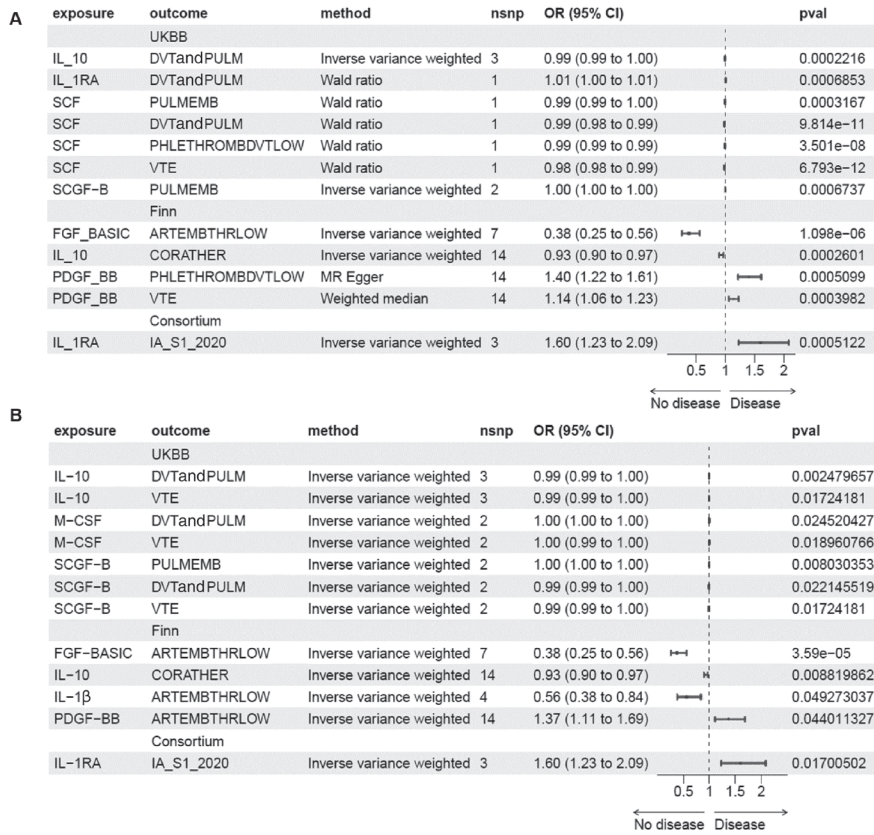 A
exposure outcome method nsnp OR (95% CI) pval
UKBB
IL_10 DVTandPULM Inverse variance weighted 3 0.99 (0.99 to 1.00) 0.0002216
IL_1RA DVTandPULM Wald ratio 1 1.01 (1.00 to 1.01) 0.0006853
SCF PULMEMB Wald ratio 1 0.99 (0.99 to 1.00) 0.0003167
SCF DVTandPULM Wald ratio 1 0.99 (0.98 to 0.99) 9.814e−11
SCF PHLETHROMBDVTLOW Wald ratio 1 0.99 (0.99 to 0.99) 3.501e−08
SCF VTE Wald ratio 1 0.98 (0.98 to 0.99) 6.793e−12
SCGF−B PULMEMB Inverse variance weighted 2 1.00 (1.00 to 1.00) 0.0006737
Finn
FGF_BASIC ARTEMBTHRLOW Inverse variance weighted 7 0.38 (0.25 to 0.56) 1.098e−06
IL_10 CORATHER Inverse variance weighted 14 0.93 (0.90 to 0.97) 0.0002601
PDGF_BB PHLETHROMBDVTLOW MR Egger 14 1.40 (1.22 to 1.61) 0.0005099
PDGF_BB VTE Weighted median 14 1.14 (1.06 to 1.23) 0.0003982
Consortium
IL_1RA IA_S1_2020 Inverse variance weighted 3 1.60 (1.23 to 2.09) 0.0005122
0.5 1 1.5 2
No disease Disease
B
exposure outcome method nsnp OR (95% CI) pval
UKBB
IL−10 DVTandPULM Inverse variance weighted 3 0.99 (0.99 to 1.00) 0.002479657
IL−10 VTE Inverse variance weighted 3 0.99 (0.99 to 1.00) 0.01724181
M−CSF DVTandPULM Inverse variance weighted 2 1.00 (1.00 to 1.00) 0.024520427
M−CSF VTE Inverse variance weighted 2 1.00 (0.99 to 1.00) 0.018960766
SCGF−B PULMEMB Inverse variance weighted 2 1.00 (1.00 to 1.00) 0.008030353
SCGF−B DVTandPULM Inverse variance weighted 2 0.99 (0.99 to 1.00) 0.022145519
SCGF−B VTE Inverse variance weighted 2 0.99 (0.99 to 1.00) 0.01724181
Finn
FGF−BASIC ARTEMBTHRLOW Inverse variance weighted 7 0.38 (0.25 to 0.56) 3.59e−05
IL−10 CORATHER Inverse variance weighted 14 0.93 (0.90 to 0.97) 0.008819862
IL−1β ARTEMBTHRLOW Inverse variance weighted 4 0.56 (0.38 to 0.84) 0.049273037
PDGF−BB ARTEMBTHRLOW Inverse variance weighted 14 1.37 (1.11 to 1.69) 0.044011327
Consortium
IL−1RA IA_S1_2020 Inverse variance weighted 3 1.60 (1.23 to 2.09) 0.01700502
0.5 1 1.5 2
No disease Disease